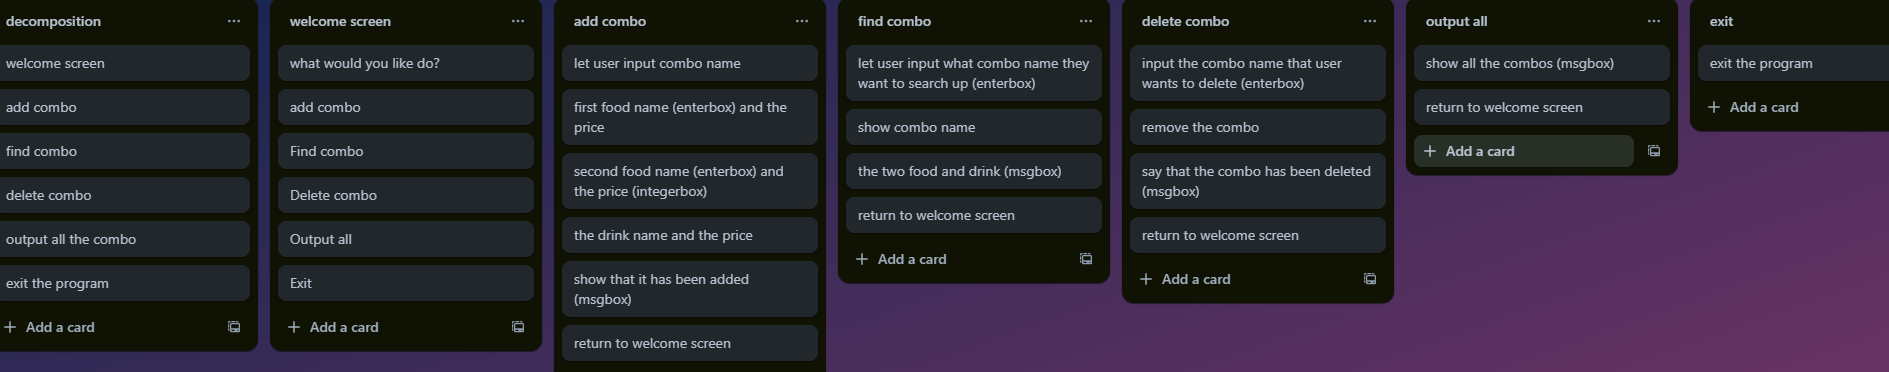 decomposition
welcome screen
add combo
find combo
delete combo
output all the combo
exit the program
Add a card
welcome screen
what would you like do?
add combo
Find combo
Delete combo
Output all
Exit
Add a card
add combo
let user input combo name
first food name (enterbox) and the
price
second food name (enterbox) and
the price (integerbox)
the drink name and the price
show that it has been added
(msgbox)
return to welcome screen
find combo
let user input what combo name they
want to search up (enterbox)
show combo name
the two food and drink (msgbox)
return to welcome screen
Add a card
delete combo
input the combo name that user
wants to delete (enterbox)
remove the combo
say that the combo has been deleted
(msgbox)
return to welcome screen
Add a card
output all
show all the combos (msgbox)
return to welcome screen
Add a card
exit
exit the program
Add a card